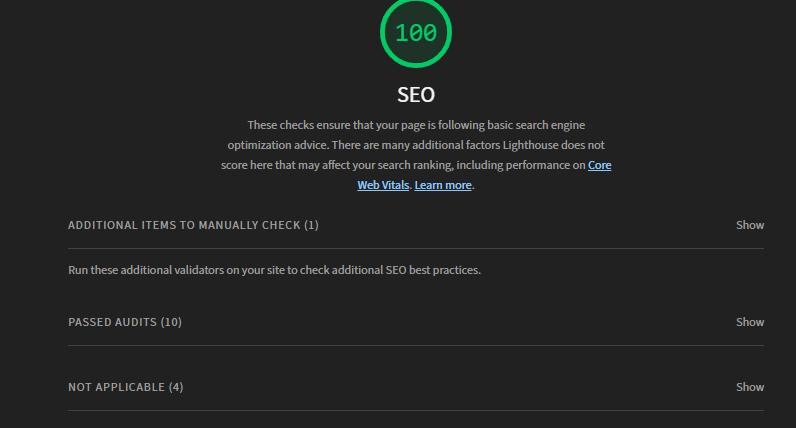 100
SEO
These checks ensure that your page is following basic search engine
optimization advice. There are many additional factors Lighthouse does not
score here that may affect your search ranking, including performance on Core
Web Vitals. Learn more.
ADDITIONAL ITEMS TO MANUALLY CHECK (1) Show
Run these additional validators on your site to check additional SEO best practices.
PASSED AUDITS (10) Show
NOT APPLICABLE (4) Show